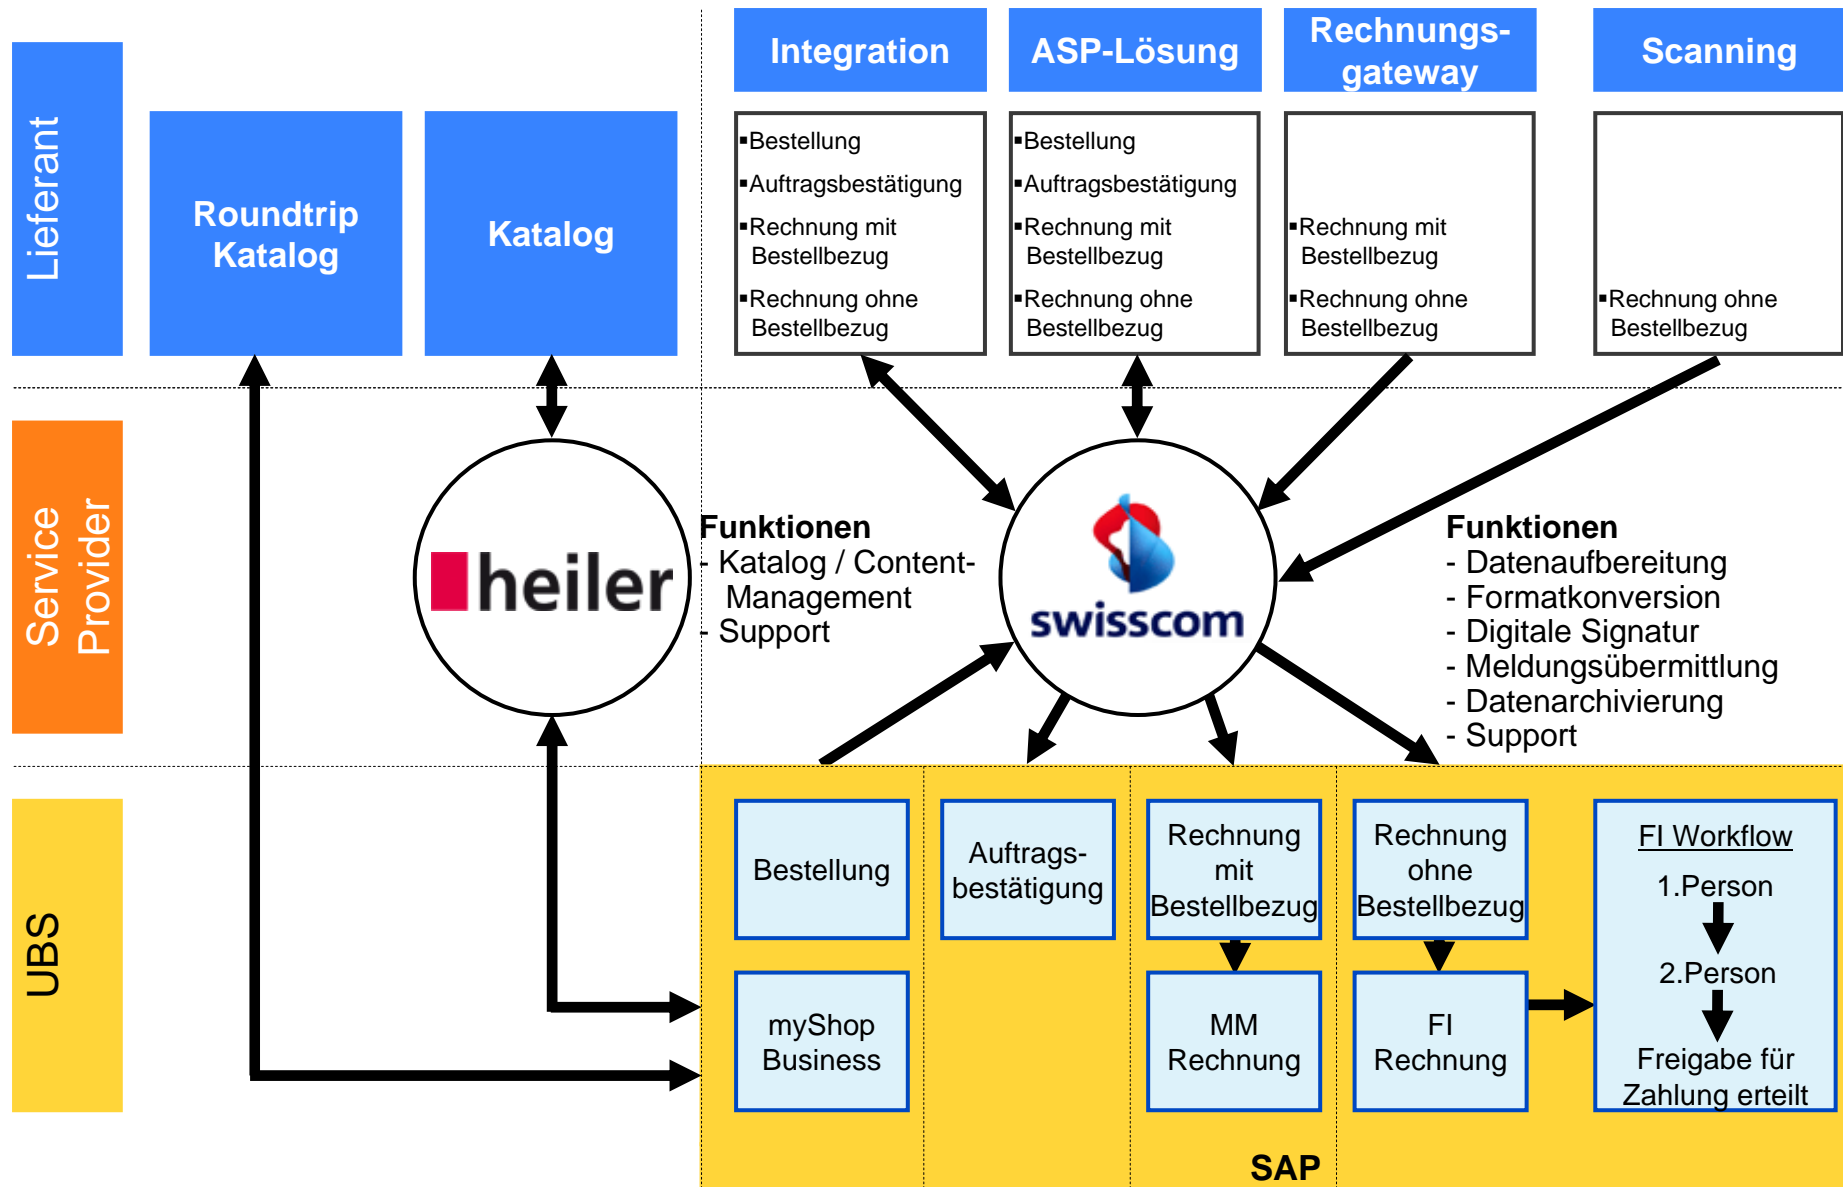 Lieferant
Roundtrip
Katalog
Katalog
Integration
▪Bestellung
▪Auftragsbestätigung
▪Rechnung mit
Bestellbezug
▪Rechnung ohne
Bestellbezug
ASP-Lösung
▪Bestellung
▪Auftragsbestätigung
▪Rechnung mit
Bestellbezug
▪Rechnung ohne
Bestellbezug
Rechnungs-
gateway
▪Rechnung mit
Bestellbezug
▪Rechnung ohne
Bestellbezug
Scanning
▪Rechnung ohne
Bestellbezug
Service
Provider
heiler
Funktionen
- Katalog / Content-
Management
- Support
swisscom
Funktionen
- Datenaufbereitung
- Formatkonversion
- Digitale Signatur
- Meldungsübermittlung
- Datenarchivierung
- Support
UBS
Bestellung
myShop
Business
Auftrags-
bestätigung
Rechnung
mit
Bestellbezug
MM
Rechnung
Rechnung
ohne
Bestellbezug
FI
Rechnung
FI Workflow
1.Person
2.Person
Freigabe für
Zahlung erteilt
SAP